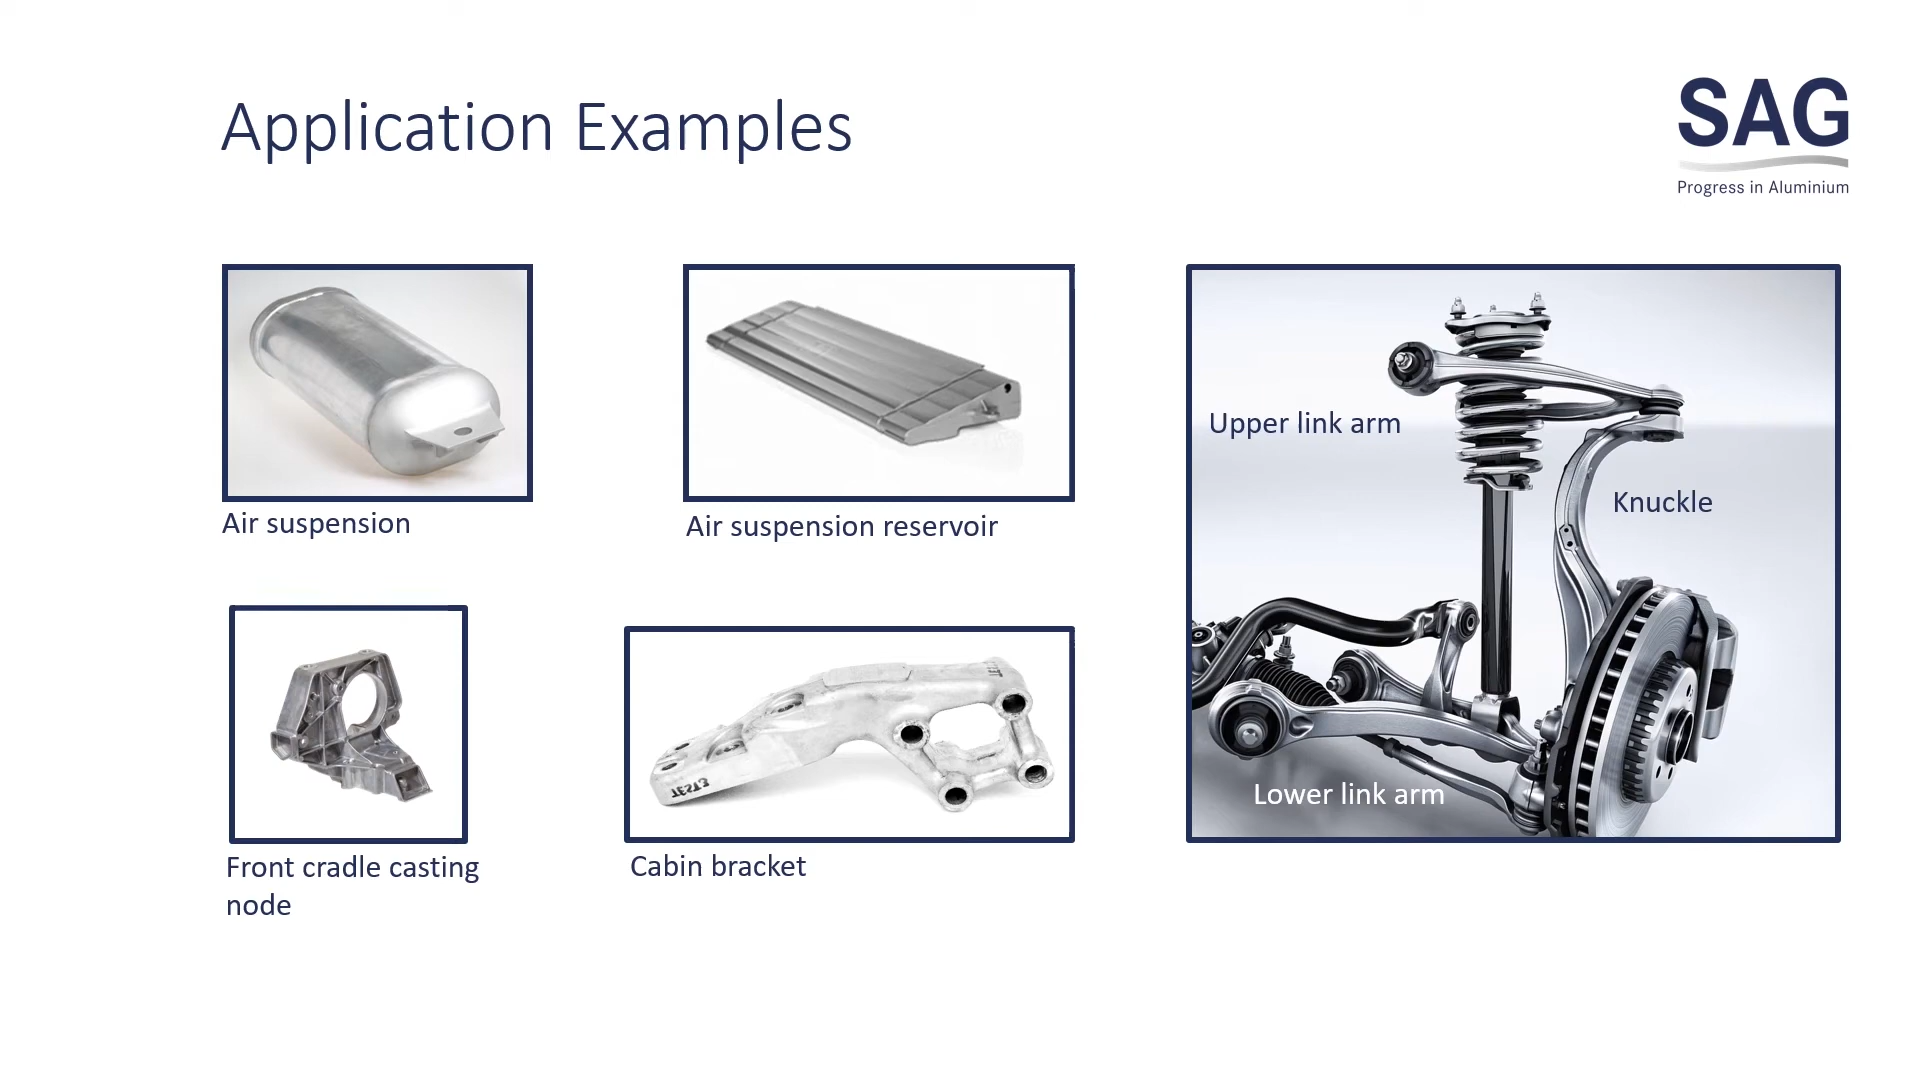 Application Examples
SAG
Progress in Aluminium
Air suspension
Air suspension reservoir
Upper link arm
Knuckle
Lower link arm
Front cradle casting
node
TEST3
Cabin bracket